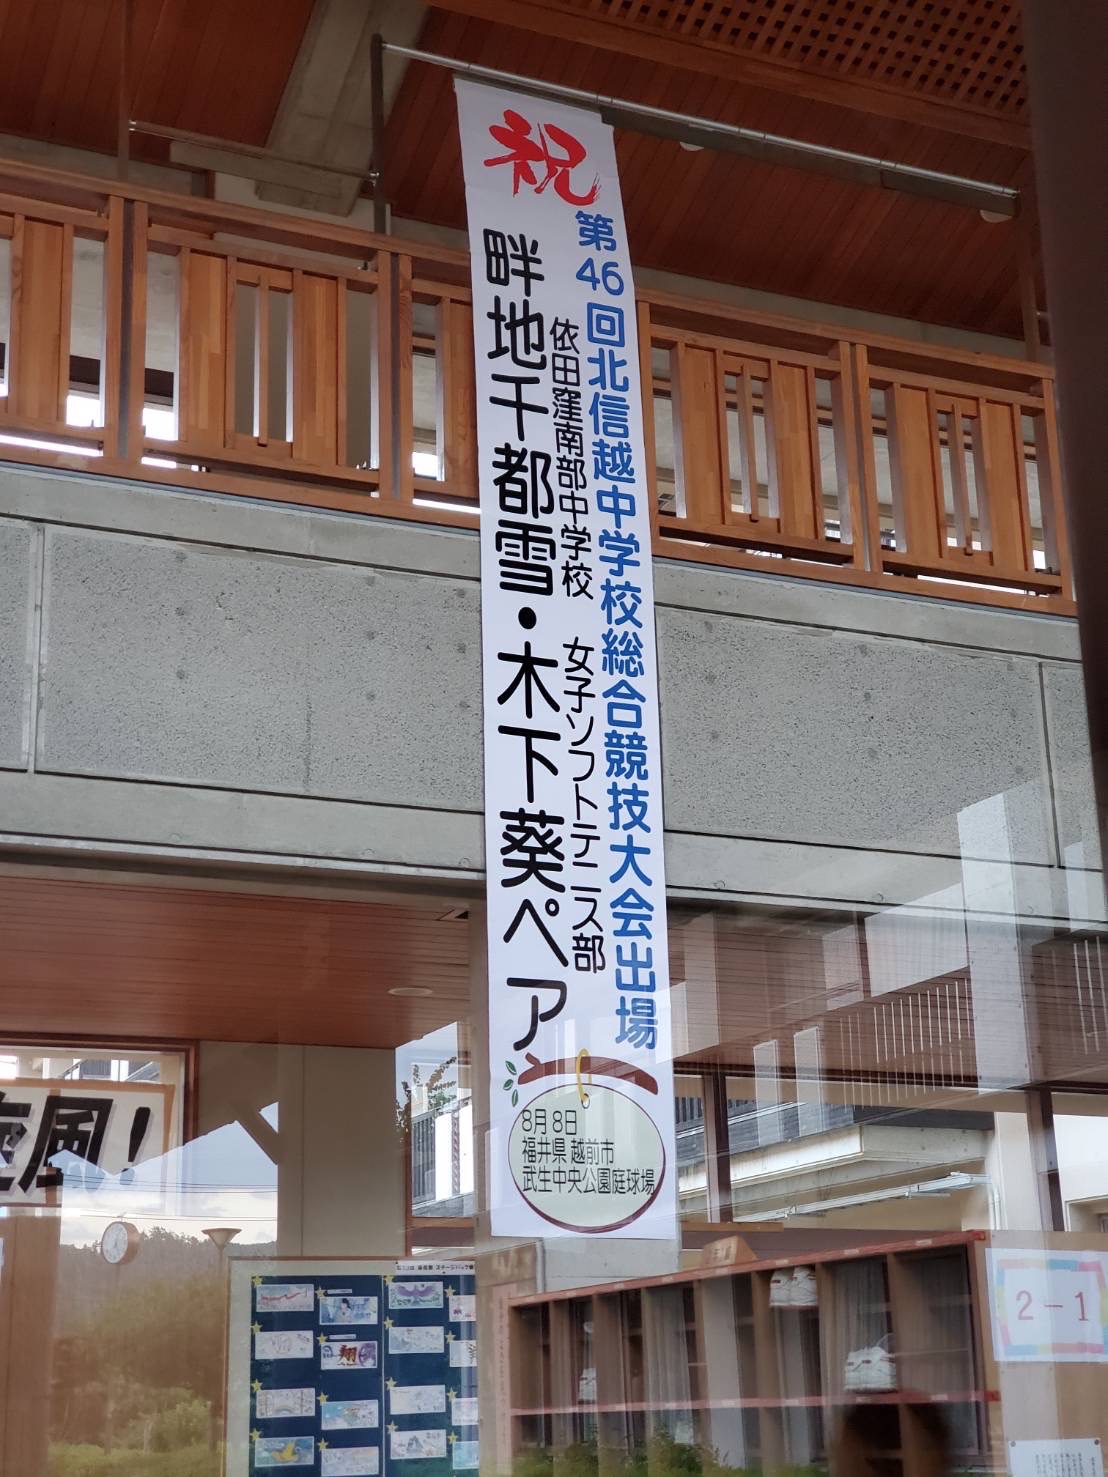 祝
第46回北信越中学校総合競技大会出場
依田窪南部中学校 女子ソフトテニス部
畔地千都雪・木下葵ペア
8月8日
福井県 越前市
武生中央公園庭球場
風!
翔
2-1